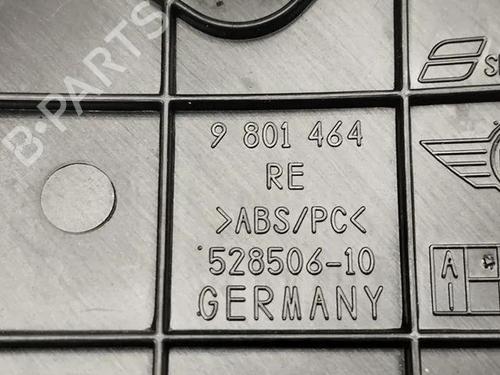 B-PARTS
9 801 464
RE
>ABS/PC<
528506-10
GERMANY
A